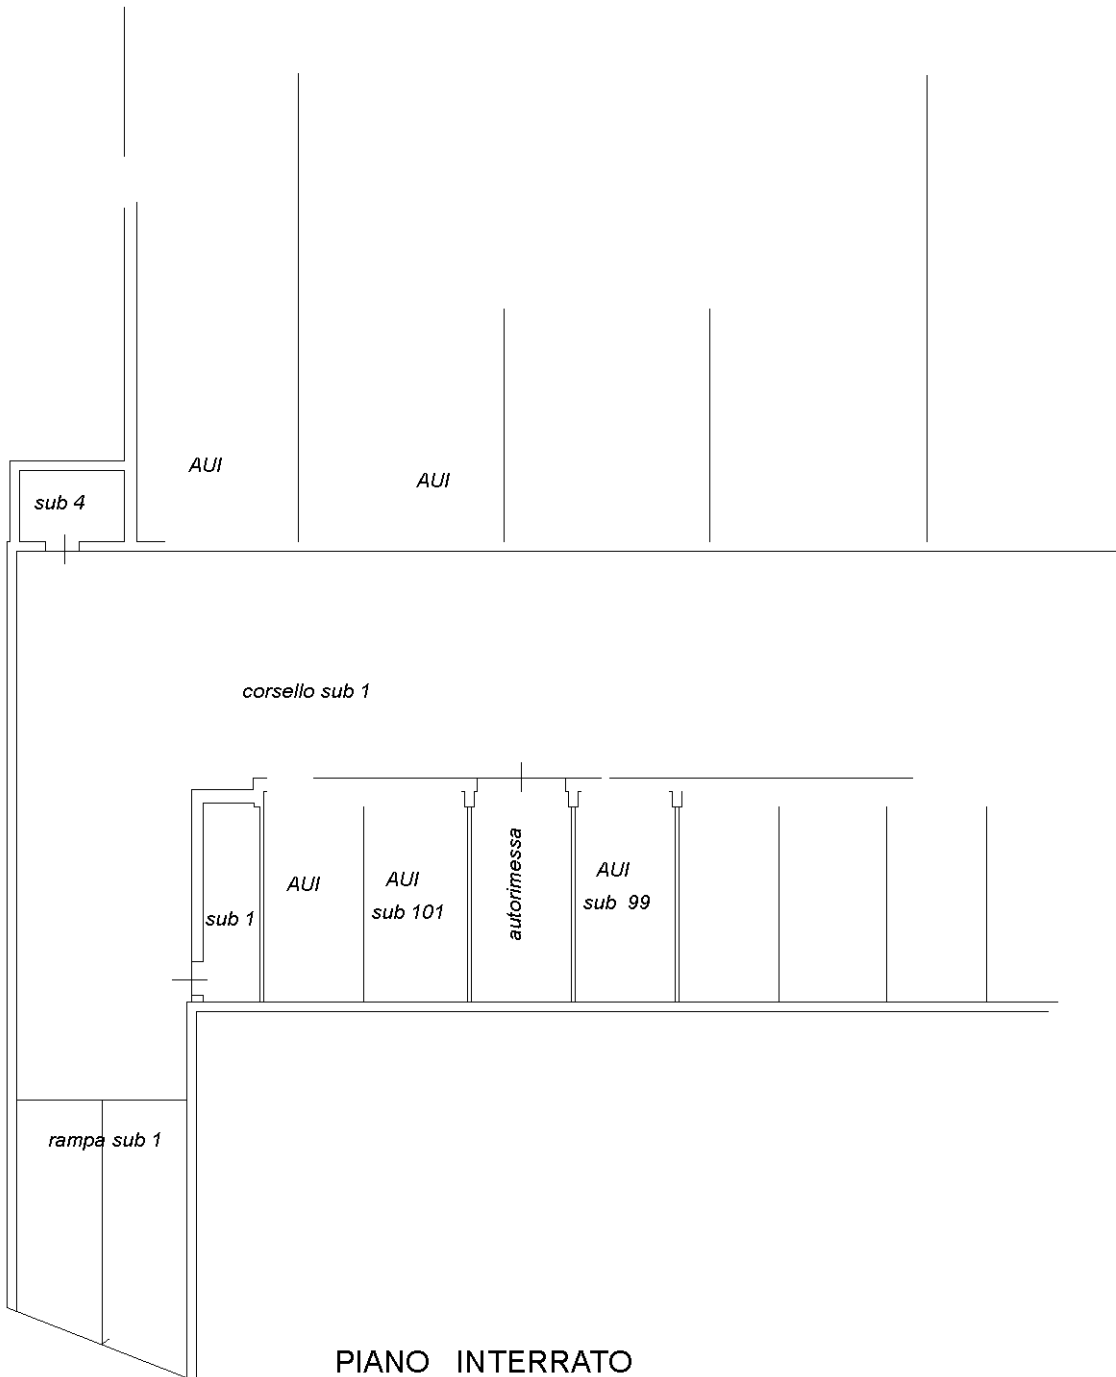 AUI
AUI
sub 4
corsello sub 1
AUI
AUI
sub 101
autorimessa
AUI
sub 99
sub 1
rampa sub 1
PIANO INTERRATO